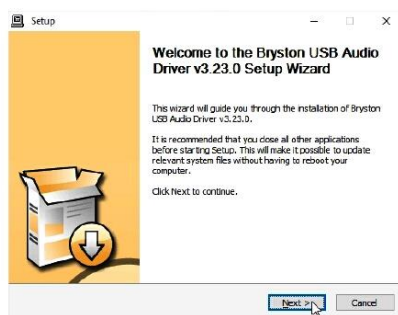 Setup
Welcome to the Bryston USB Audio
Driver v3.23.0 Setup Wizard
This wizard will guide you through the installation of Bryston
USB Audio Driver v3.23.0.
It is recommended that you close all other applications
before starting Setup. This will make it possible to update
relevant system files without having to reboot your
computer.
Click Next to continue.
Next >
Cancel